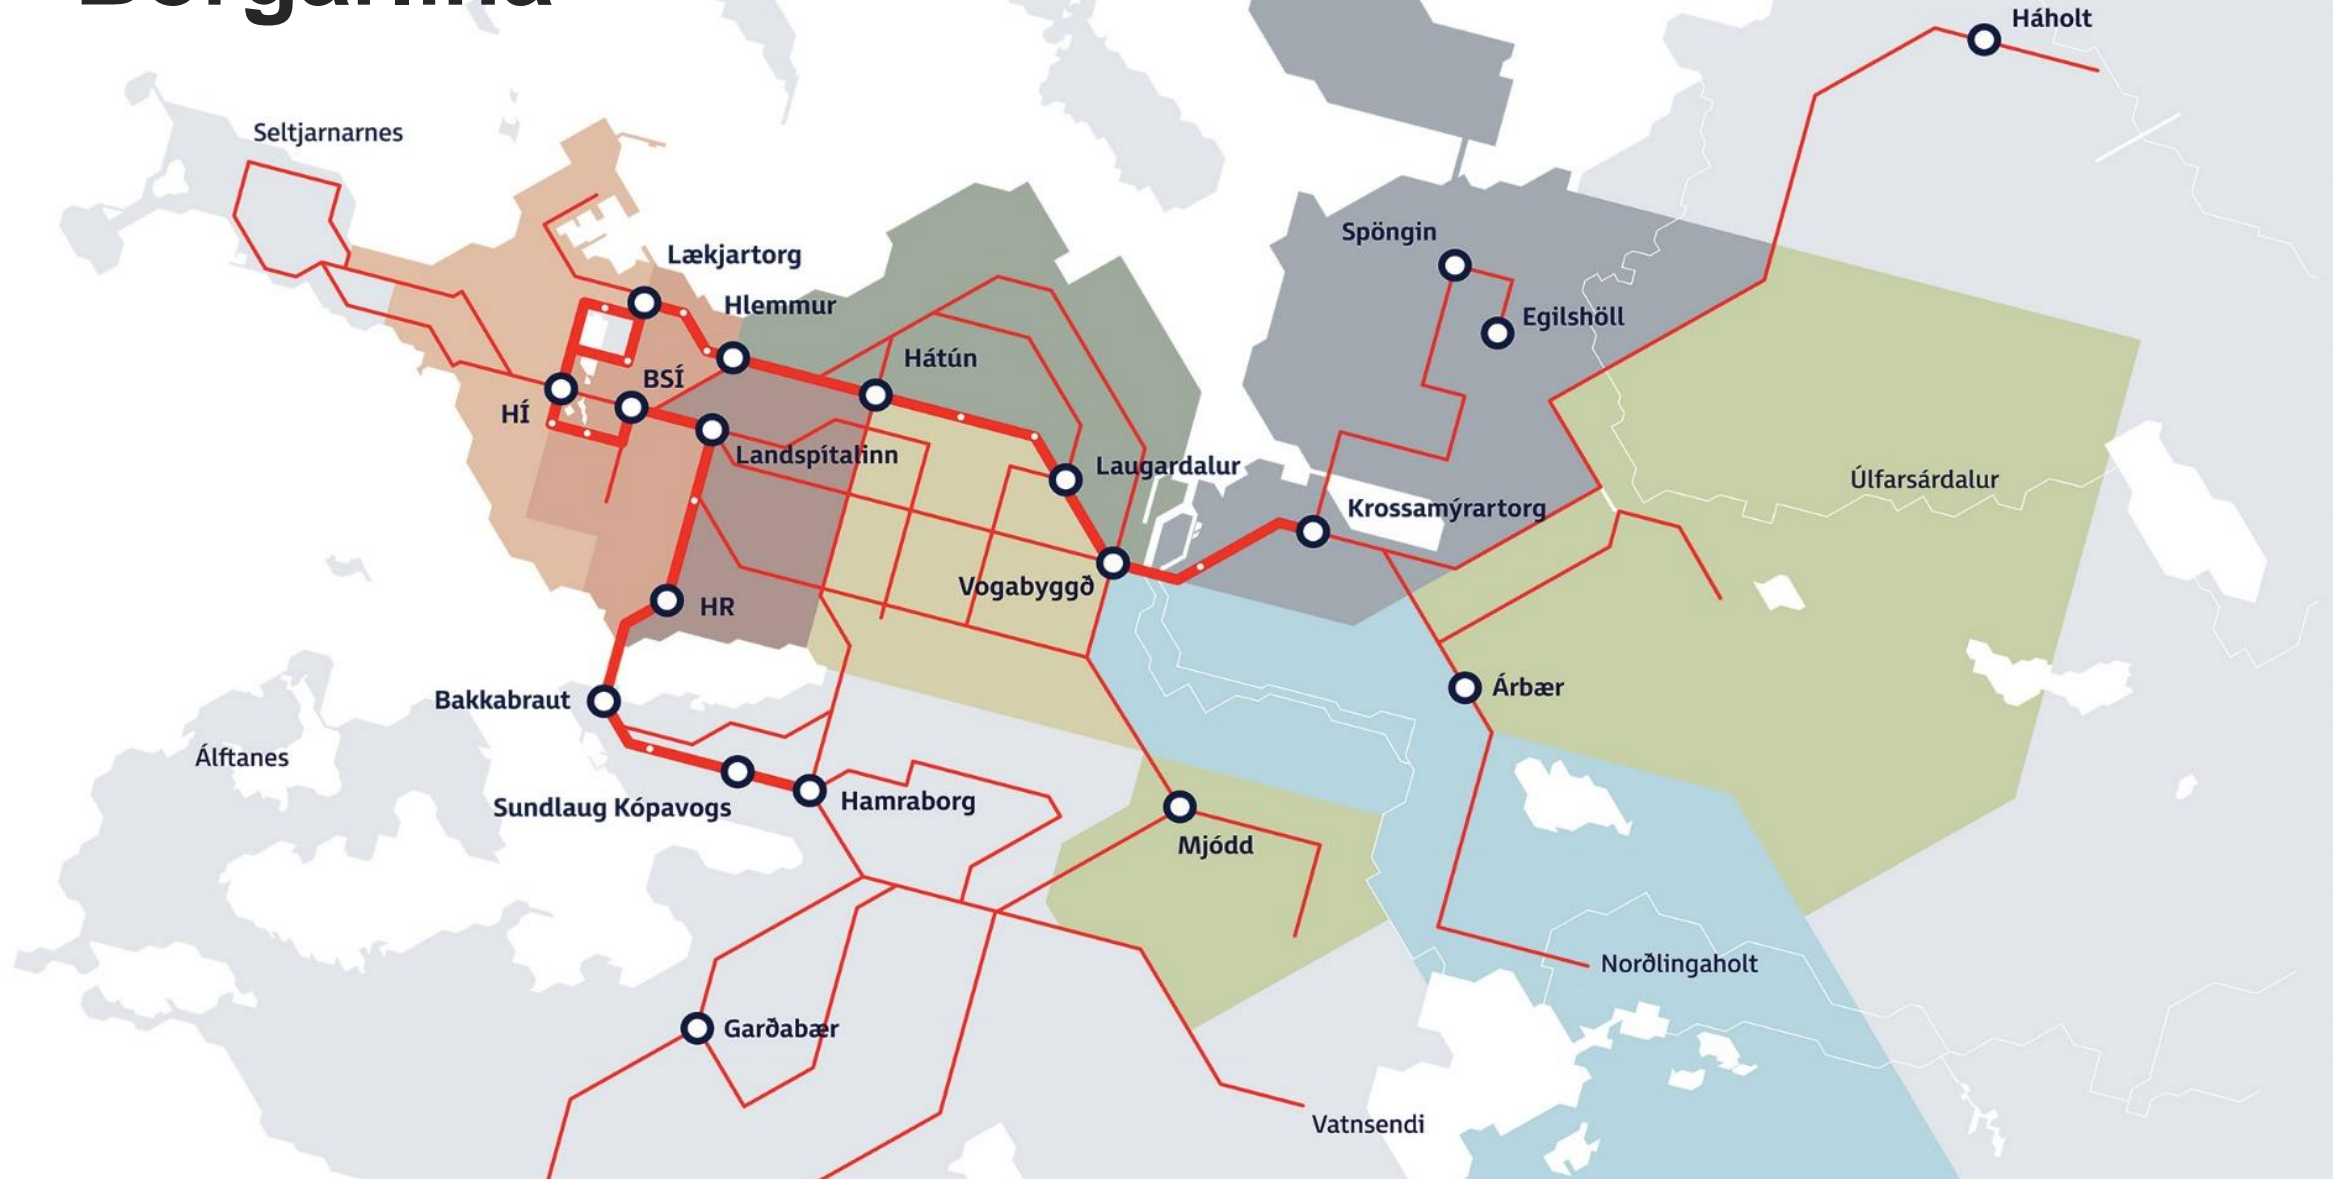 Borgarlína
Háholt
Seltjarnarnes
Spöngin
Lækjartorg
Hlemmur
Egilshöll
Hátún
BSÍ
HÍ
Landspítalinn
Laugardalur
Úlfarsárdalur
Krossamýrartorg
Vogabyggð
HR
Árbær
Bakkabraut
Álftanes
Sundlaug Kópavogs
Hamraborg
Mjódd
Norðlingaholt
Garðabær
Vatnsendi